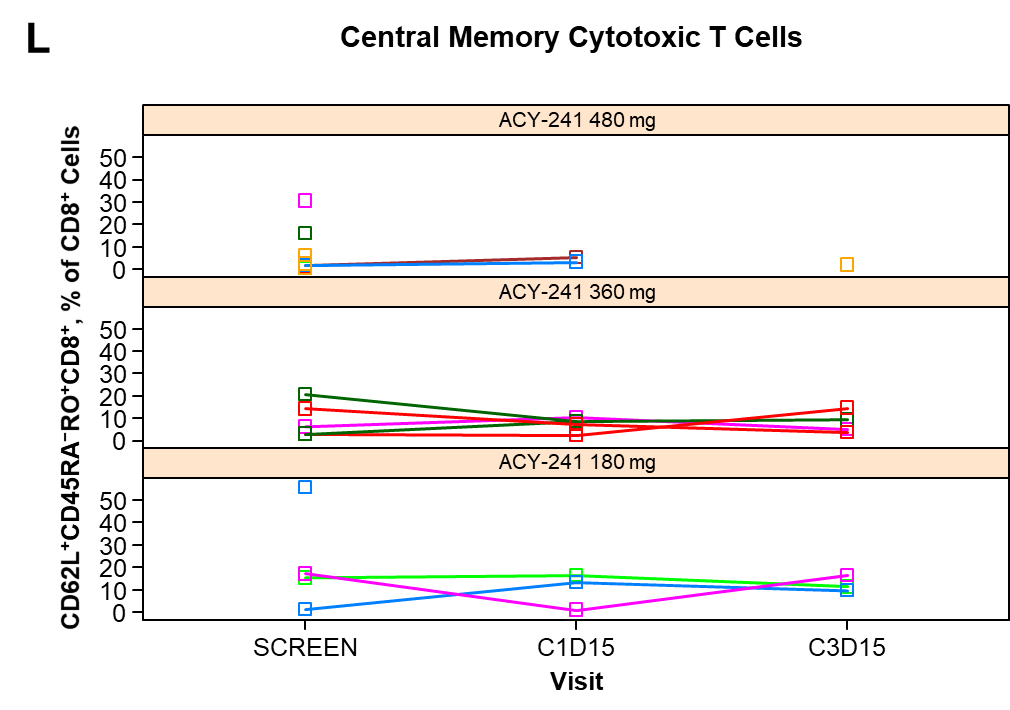 L
Central Memory Cytotoxic T Cells
CD62L⁺CD45RA⁻RO⁺CD8⁺, % of CD8⁺ Cells
ACY-241 480 mg
50
40
30
20
10
0
ACY-241 360 mg
50
40
30
20
10
0
ACY-241 180 mg
50
40
30
20
10
0
SCREEN C1D15 C3D15
Visit